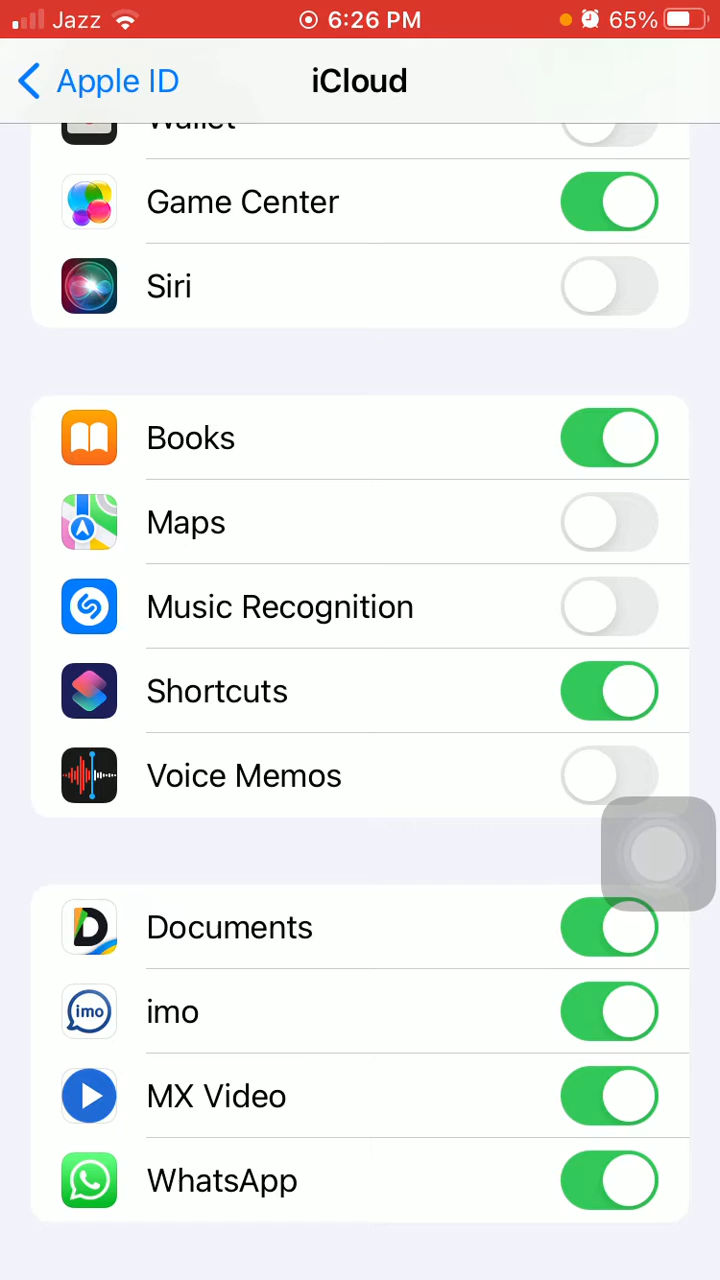 Jazz 6:26 PM 65%
Apple ID iCloud
Wallet
Game Center
Siri
Books
Maps
Music Recognition
Shortcuts
Voice Memos
Documents
imo imo
MX Video
WhatsApp